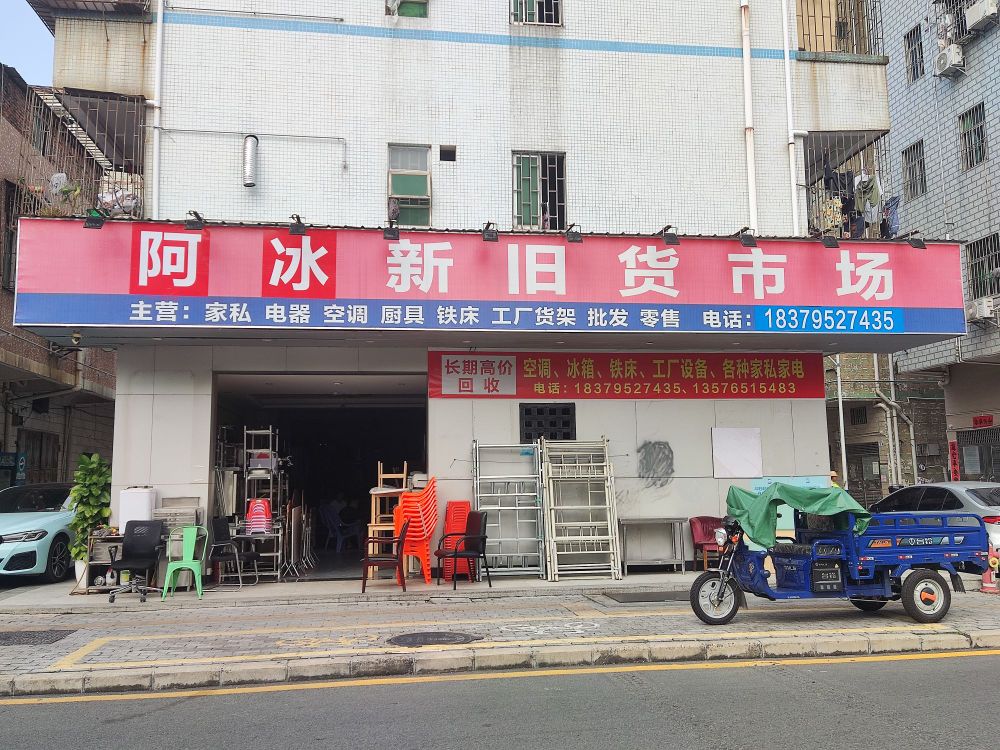 阿冰新旧货市场
主营：家私 电器 空调 厨具 铁床 工厂货架 批发 零售 电话：18379527435
长期高价
回收
空调、冰箱、铁床、工厂设备、各种家私家电
电话：18379527435、13576515483